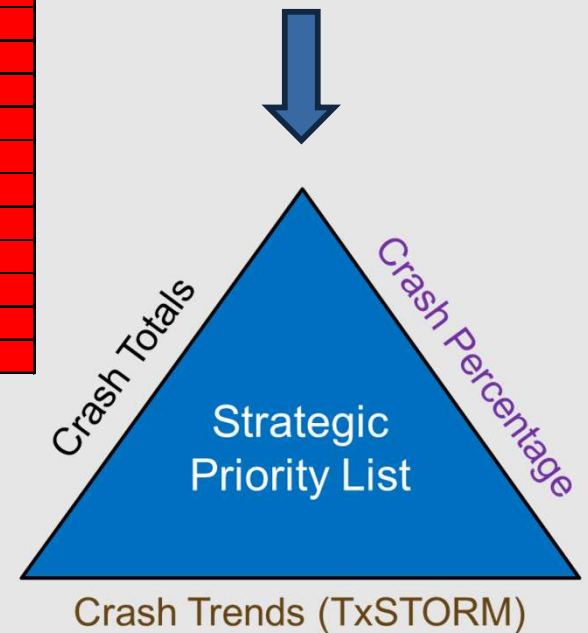 Crash Totals
Crash Percentage
Strategic
Priority List
Crash Trends (TxSTORM)